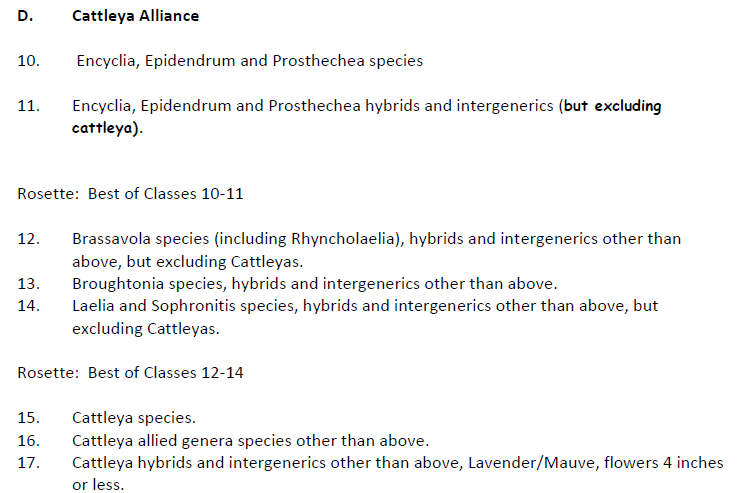 D. Cattleya Alliance
10. Encyclia, Epidendrum and Prosthechea species
11. Encyclia, Epidendrum and Prosthechea hybrids and intergenerics (but excluding
cattleya).
Rosette: Best of Classes 10-11
12. Brassavola species (including Rhyncholaelia), hybrids and intergenerics other than
above, but excluding Cattleyas.
13. Broughtonia species, hybrids and intergenerics other than above.
14. Laelia and Sophronitis species, hybrids and intergenerics other than above, but
excluding Cattleyas.
Rosette: Best of Classes 12-14
15. Cattleya species.
16. Cattleya allied genera species other than above.
17. Cattleya hybrids and intergenerics other than above, Lavender/Mauve, flowers 4 inches
or less.